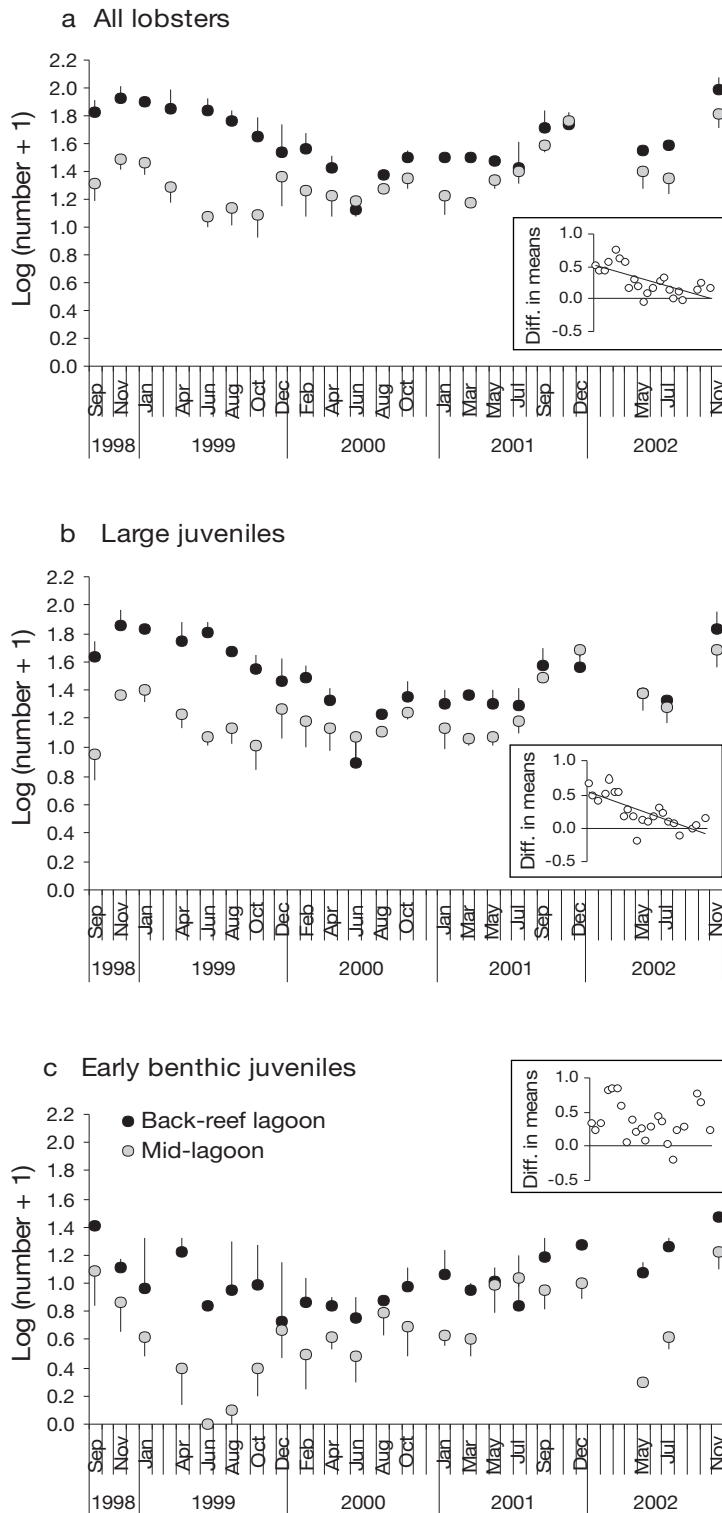 a All lobsters
2.2
2.0
1.8
1.6
1.4
1.2
1.0
0.8
0.6
0.4
0.2
0.0
Log (number + 1)
1.0
0.5
0.0
-0.5
Diff. in means
Sep Nov Jan Apr Jun Aug Oct Dec Feb Apr Jun Aug Oct Jan Mar May Jul Sep Dec May Jul Nov
1998 1999 2000 2001 2002
b Large juveniles
2.2
2.0
1.8
1.6
1.4
1.2
1.0
0.8
0.6
0.4
0.2
0.0
Log (number + 1)
1.0
0.5
0.0
-0.5
Diff. in means
Sep Nov Jan Apr Jun Aug Oct Dec Feb Apr Jun Aug Oct Jan Mar May Jul Sep Dec May Jul Nov
1998 1999 2000 2001 2002
c Early benthic juveniles
2.2
2.0
1.8
1.6
1.4
1.2
1.0
0.8
0.6
0.4
0.2
0.0
Log (number + 1)
Back-reef lagoon
Mid-lagoon
1.0
0.5
0.0
-0.5
Diff. in means
Sep Nov Jan Apr Jun Aug Oct Dec Feb Apr Jun Aug Oct Jan Mar May Jul Sep Dec May Jul Nov
1998 1999 2000 2001 2002